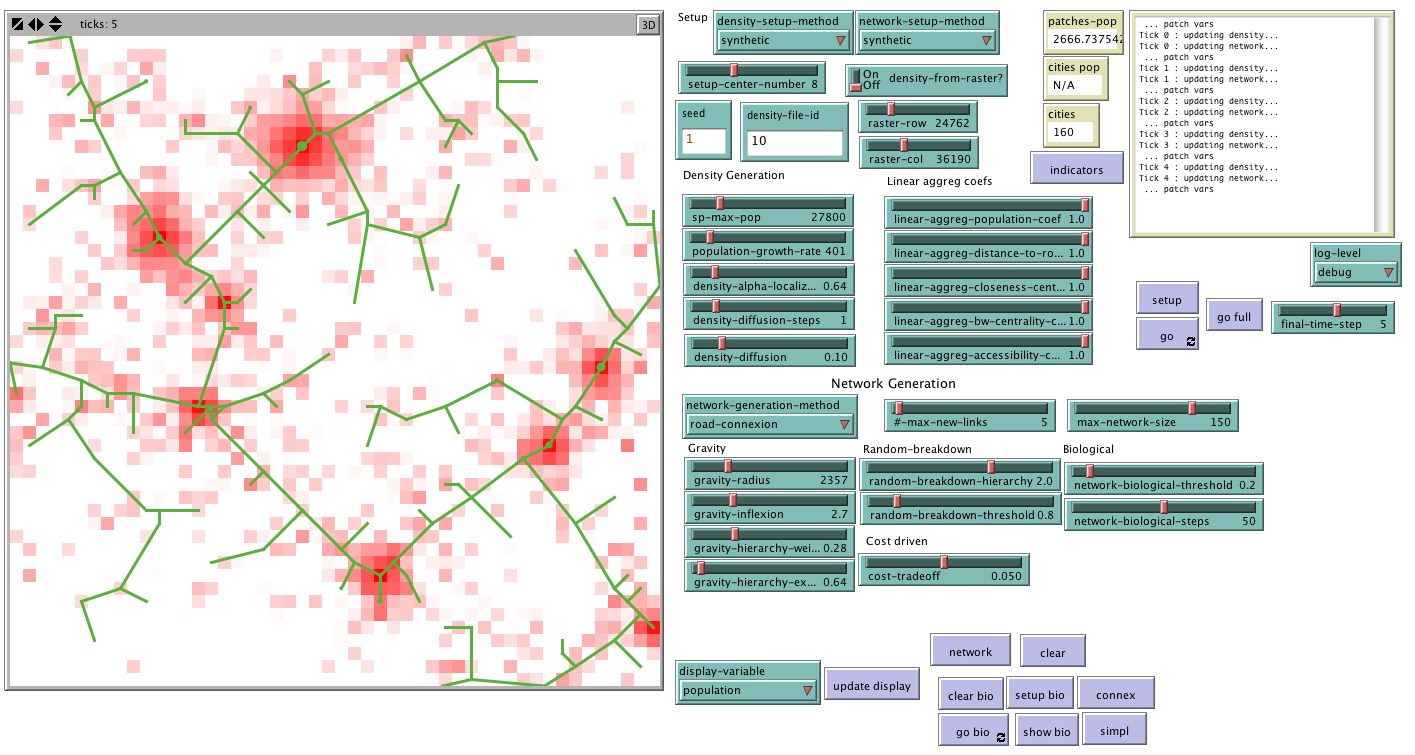 ticks: 5
3D
Setup
density-setup-method
synthetic
network-setup-method
synthetic
setup-center-number 8
On
Off
density-from-raster?
seed
1
density-file-id
10
raster-row 24762
raster-col 36190
patches-pop
2666.737542
cities pop
N/A
cities
160
indicators
... patch vars
Tick 0 : updating density...
Tick 0 : updating network...
... patch vars
Tick 1 : updating density...
Tick 1 : updating network...
... patch vars
Tick 2 : updating density...
Tick 2 : updating network...
... patch vars
Tick 3 : updating density...
Tick 3 : updating network...
... patch vars
Tick 4 : updating density...
Tick 4 : updating network...
... patch vars
log-level
debug
setup
go
go full
final-time-step 5
Density Generation
sp-max-pop 27800
population-growth-rate 401
density-alpha-localiz... 0.64
density-diffusion-steps 1
density-diffusion 0.10
Linear aggreg coefs
linear-aggreg-population-coef 1.0
linear-aggreg-distance-to-ro... 1.0
linear-aggreg-closeness-cent... 1.0
linear-aggreg-bw-centrality-c... 1.0
linear-aggreg-accessibility-c... 1.0
Network Generation
network-generation-method
road-connexion
#-max-new-links 5
max-network-size 150
Gravity
gravity-radius 2357
gravity-inflexion 2.7
gravity-hierarchy-wei... 0.28
gravity-hierarchy-ex... 0.64
Random-breakdown
random-breakdown-hierarchy 2.0
random-breakdown-threshold 0.8
Biological
network-biological-threshold 0.2
network-biological-steps 50
Cost driven
cost-tradeoff 0.050
display-variable
population
update display
network
clear
clear bio
setup bio
connex
go bio
show bio
simpl